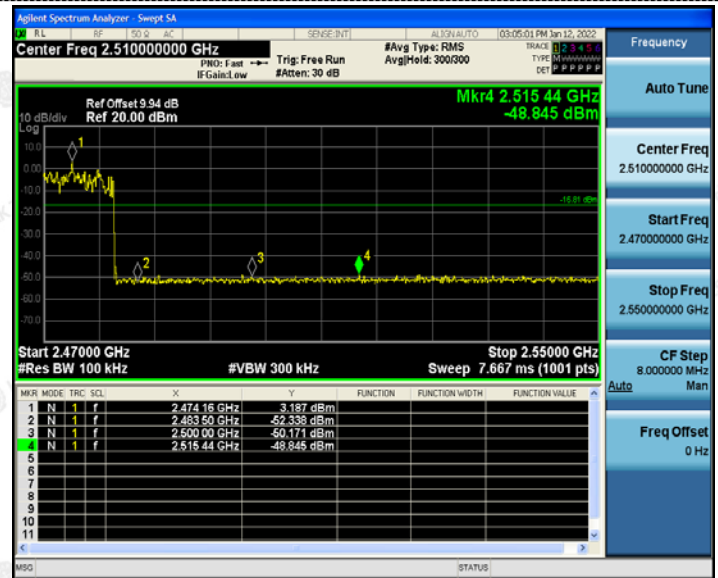 Agilent Spectrum Analyzer - Swept SA
RL RF 50 Ω AC SENSE:INT ALIGN AUTO 03:05:01 PM Jan 12, 2022
Center Freq 2.510000000 GHz #Avg Type: RMS TRACE 1 2 3 4 5 6
PNO: Fast Trig: Free Run Avg|Hold: 300/300 TYPE M
IFGain:Low #Atten: 30 dB DET P P P P P P
Frequency
Auto Tune
Center Freq
2.510000000 GHz
Start Freq
2.470000000 GHz
Stop Freq
2.550000000 GHz
CF Step
8.000000 MHz
Auto Man
Freq Offset
0 Hz
Mkr4 2.515 44 GHz
Ref Offset 9.94 dB
-48.845 dBm
10 dB/div Ref 20.00 dBm
Log
10.0
0.00
-10.0
-20.0
-30.0
-40.0
-50.0
-60.0
-70.0
1
2
3
4
-16.81 dBm
Start 2.47000 GHz Stop 2.55000 GHz
#Res BW 100 kHz #VBW 300 kHz Sweep 7.667 ms (1001 pts)
MKR MODE TRC SCL X Y FUNCTION FUNCTION WIDTH FUNCTION VALUE
1 N 1 f 2.474 16 GHz 3.187 dBm
2 N 1 f 2.483 50 GHz -52.338 dBm
3 N 1 f 2.500 00 GHz -50.171 dBm
4 N 1 f 2.515 44 GHz -48.845 dBm
5
6
7
8
9
10
11
MSG STATUS